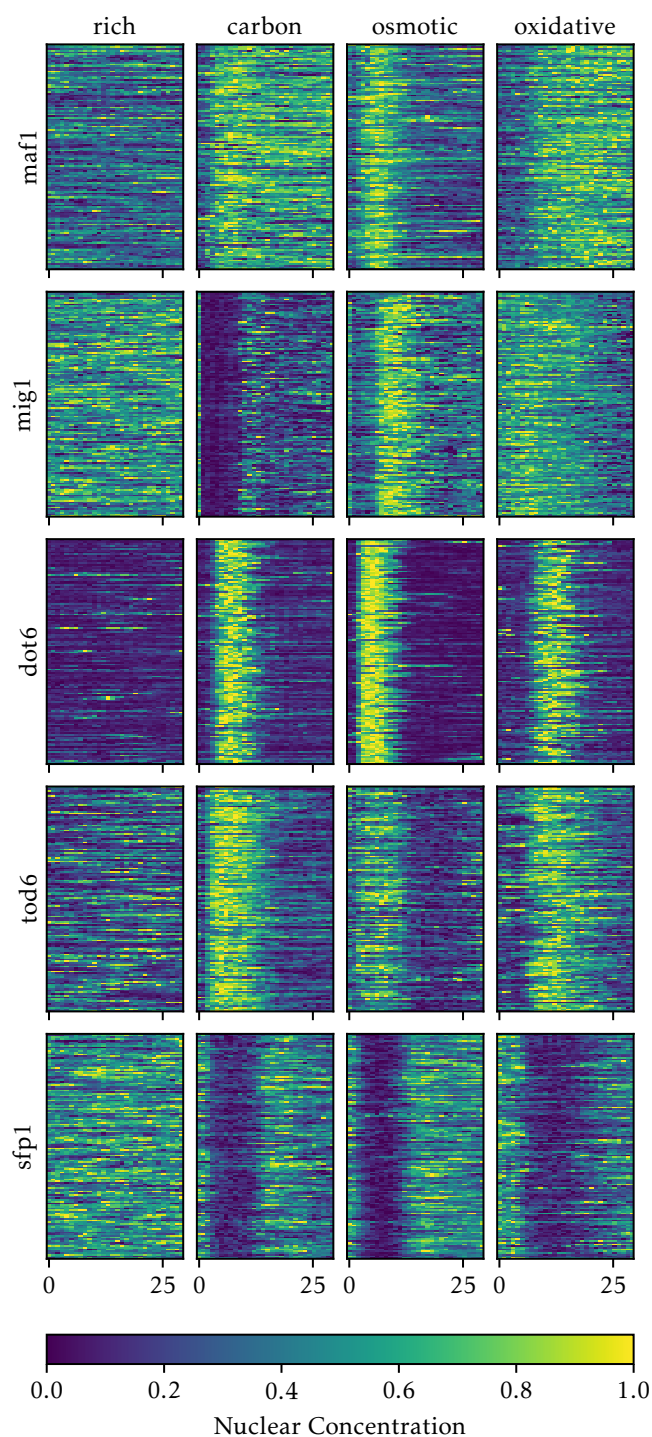 rich carbon osmotic oxidative
maf1
mig1
dot6
tod6
sfp1
0 25 0 25 0 25 0 25
0.0 0.2 0.4 0.6 0.8 1.0
Nuclear Concentration